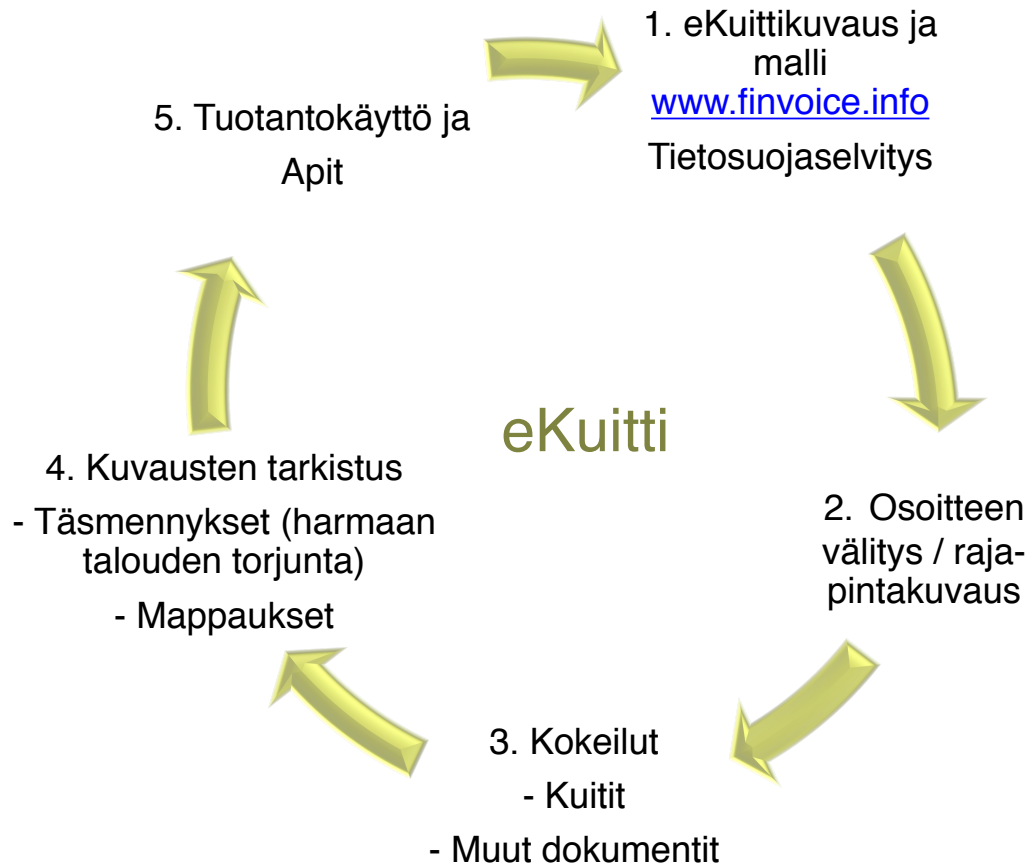 1. eKuittikuvaus ja
malli
www.finvoice.info
Tietosuojaselvitys
2. Osoitteen
välitys / raja-
pintakuvaus
3. Kokeilut
- Kuitit
- Muut dokumentit
4. Kuvausten tarkistus
- Täsmennykset (harmaan
talouden torjunta)
- Mappaukset
5. Tuotantokäyttö ja
Apit
eKuitti